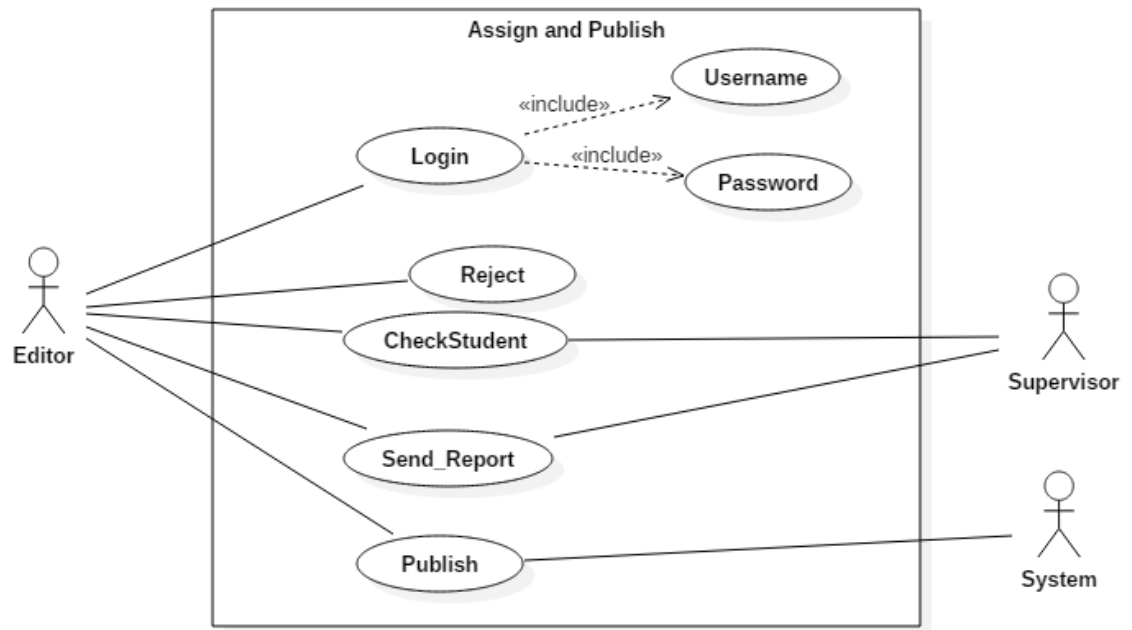 Assign and Publish
Username
«include»
Login
«include»
Password
Reject
CheckStudent
Editor
Supervisor
Send_Report
Publish
System